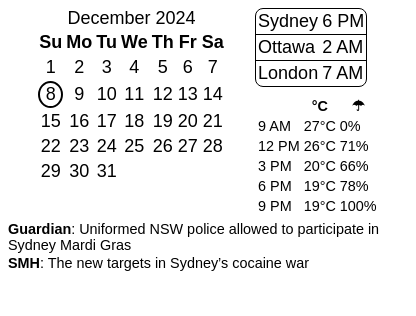 December 2024
Su Mo Tu We Th Fr Sa
1 2 3 4 5 6 7
8 9 10 11 12 13 14
15 16 17 18 19 20 21
22 23 24 25 26 27 28
29 30 31
Sydney 6 PM
Ottawa 2 AM
London 7 AM
°C ☂
9 AM 27°C 0%
12 PM 26°C 71%
3 PM 20°C 66%
6 PM 19°C 78%
9 PM 19°C 100%
Guardian: Uniformed NSW police allowed to participate in
Sydney Mardi Gras
SMH: The new targets in Sydney’s cocaine war